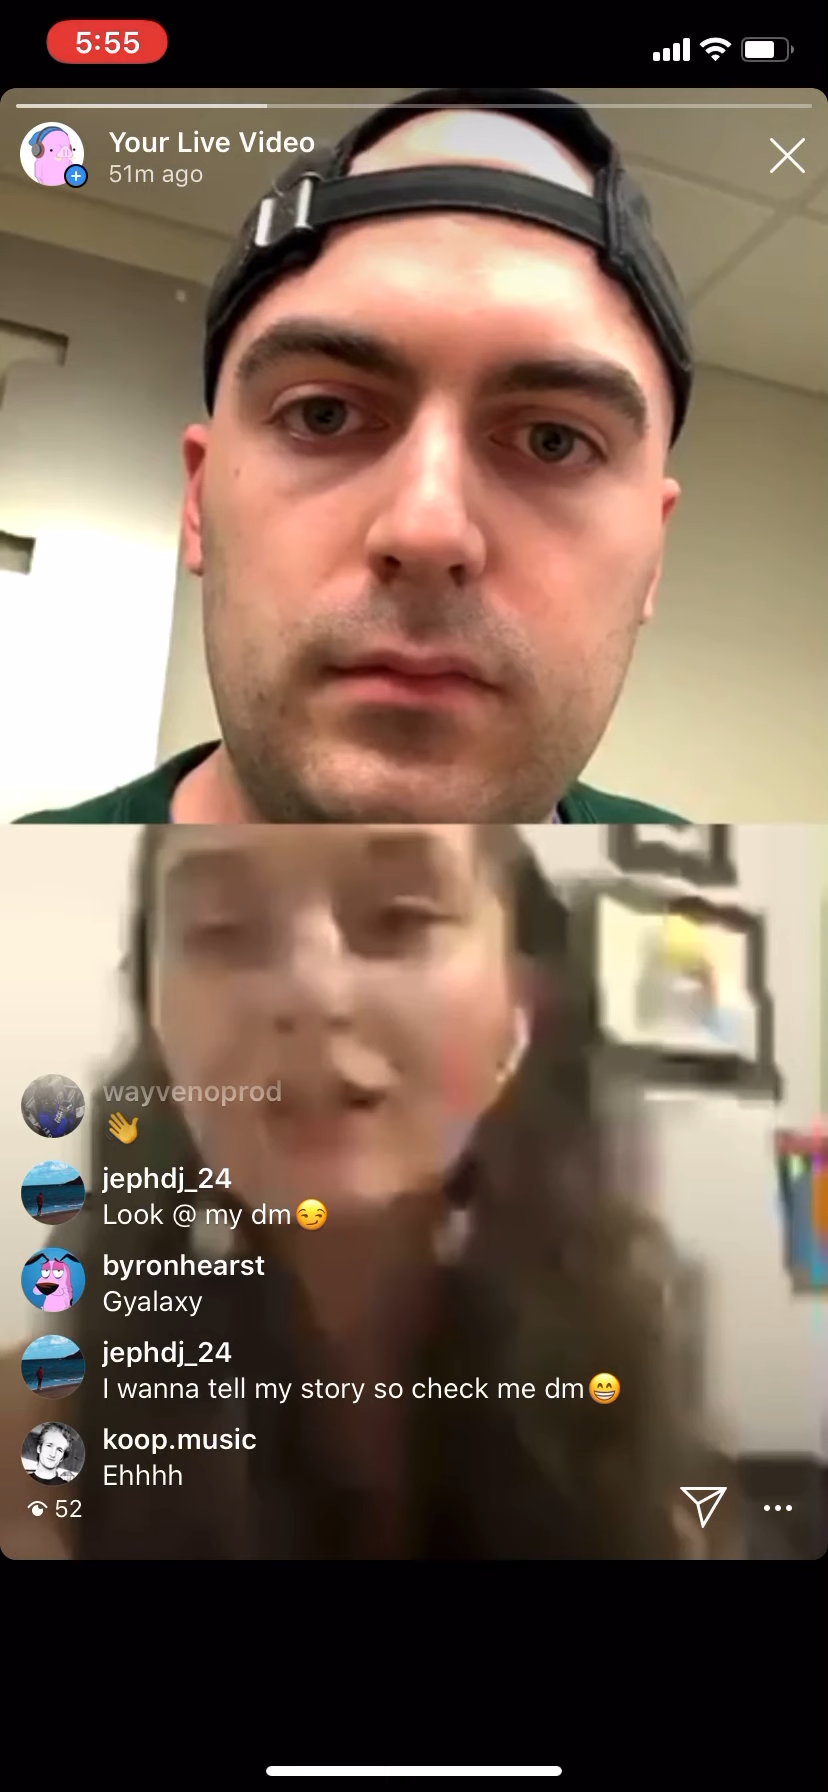 5:55
Your Live Video
51m ago
wayvenoprod
👋
jephdj_24
Look @ my dm😏
byronhearst
Gyalaxy
jephdj_24
I wanna tell my story so check me dm😁
koop.music
Ehhhh
52